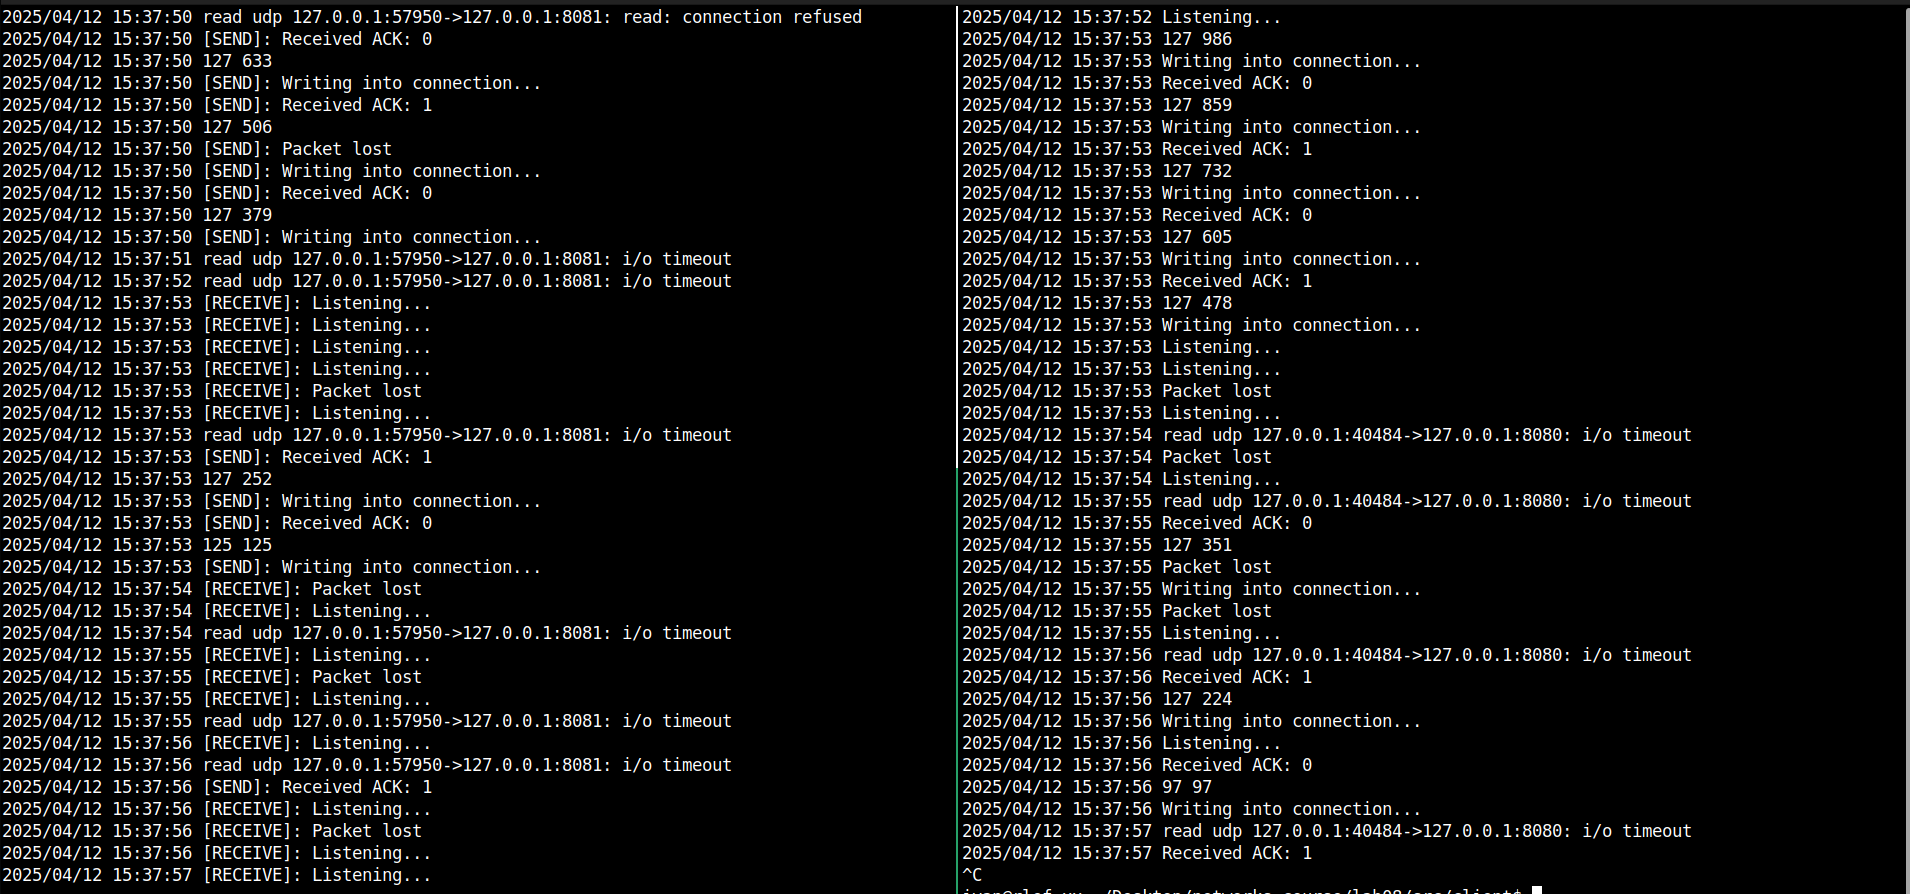 2025/04/12 15:37:50 read udp 127.0.0.1:57950->127.0.0.1:8081: read: connection refused
2025/04/12 15:37:50 [SEND]: Received ACK: 0
2025/04/12 15:37:50 127 633
2025/04/12 15:37:50 [SEND]: Writing into connection...
2025/04/12 15:37:50 [SEND]: Received ACK: 1
2025/04/12 15:37:50 127 506
2025/04/12 15:37:50 [SEND]: Packet lost
2025/04/12 15:37:50 [SEND]: Writing into connection...
2025/04/12 15:37:50 [SEND]: Received ACK: 0
2025/04/12 15:37:50 127 379
2025/04/12 15:37:50 [SEND]: Writing into connection...
2025/04/12 15:37:51 read udp 127.0.0.1:57950->127.0.0.1:8081: i/o timeout
2025/04/12 15:37:52 read udp 127.0.0.1:57950->127.0.0.1:8081: i/o timeout
2025/04/12 15:37:53 [RECEIVE]: Listening...
2025/04/12 15:37:53 [RECEIVE]: Listening...
2025/04/12 15:37:53 [RECEIVE]: Listening...
2025/04/12 15:37:53 [RECEIVE]: Listening...
2025/04/12 15:37:53 [RECEIVE]: Packet lost
2025/04/12 15:37:53 [RECEIVE]: Listening...
2025/04/12 15:37:53 read udp 127.0.0.1:57950->127.0.0.1:8081: i/o timeout
2025/04/12 15:37:53 [SEND]: Received ACK: 1
2025/04/12 15:37:53 127 252
2025/04/12 15:37:53 [SEND]: Writing into connection...
2025/04/12 15:37:53 [SEND]: Received ACK: 0
2025/04/12 15:37:53 125 125
2025/04/12 15:37:53 [SEND]: Writing into connection...
2025/04/12 15:37:54 [RECEIVE]: Packet lost
2025/04/12 15:37:54 [RECEIVE]: Listening...
2025/04/12 15:37:54 read udp 127.0.0.1:57950->127.0.0.1:8081: i/o timeout
2025/04/12 15:37:55 [RECEIVE]: Listening...
2025/04/12 15:37:55 [RECEIVE]: Packet lost
2025/04/12 15:37:55 [RECEIVE]: Listening...
2025/04/12 15:37:55 read udp 127.0.0.1:57950->127.0.0.1:8081: i/o timeout
2025/04/12 15:37:56 [RECEIVE]: Listening...
2025/04/12 15:37:56 read udp 127.0.0.1:57950->127.0.0.1:8081: i/o timeout
2025/04/12 15:37:56 [SEND]: Received ACK: 1
2025/04/12 15:37:56 [RECEIVE]: Listening...
2025/04/12 15:37:56 [RECEIVE]: Packet lost
2025/04/12 15:37:56 [RECEIVE]: Listening...
2025/04/12 15:37:57 [RECEIVE]: Listening...
2025/04/12 15:37:52 Listening...
2025/04/12 15:37:53 127 986
2025/04/12 15:37:53 Writing into connection...
2025/04/12 15:37:53 Received ACK: 0
2025/04/12 15:37:53 127 859
2025/04/12 15:37:53 Writing into connection...
2025/04/12 15:37:53 Received ACK: 1
2025/04/12 15:37:53 127 732
2025/04/12 15:37:53 Writing into connection...
2025/04/12 15:37:53 Received ACK: 0
2025/04/12 15:37:53 127 605
2025/04/12 15:37:53 Writing into connection...
2025/04/12 15:37:53 Received ACK: 1
2025/04/12 15:37:53 127 478
2025/04/12 15:37:53 Writing into connection...
2025/04/12 15:37:53 Listening...
2025/04/12 15:37:53 Listening...
2025/04/12 15:37:53 Packet lost
2025/04/12 15:37:53 Listening...
2025/04/12 15:37:54 read udp 127.0.0.1:40484->127.0.0.1:8080: i/o timeout
2025/04/12 15:37:54 Packet lost
2025/04/12 15:37:54 Listening...
2025/04/12 15:37:55 read udp 127.0.0.1:40484->127.0.0.1:8080: i/o timeout
2025/04/12 15:37:55 Received ACK: 0
2025/04/12 15:37:55 127 351
2025/04/12 15:37:55 Packet lost
2025/04/12 15:37:55 Writing into connection...
2025/04/12 15:37:55 Packet lost
2025/04/12 15:37:55 Listening...
2025/04/12 15:37:56 read udp 127.0.0.1:40484->127.0.0.1:8080: i/o timeout
2025/04/12 15:37:56 Received ACK: 1
2025/04/12 15:37:56 127 224
2025/04/12 15:37:56 Writing into connection...
2025/04/12 15:37:56 Listening...
2025/04/12 15:37:56 Received ACK: 0
2025/04/12 15:37:56 97 97
2025/04/12 15:37:56 Writing into connection...
2025/04/12 15:37:57 read udp 127.0.0.1:40484->127.0.0.1:8080: i/o timeout
2025/04/12 15:37:57 Received ACK: 1
^C